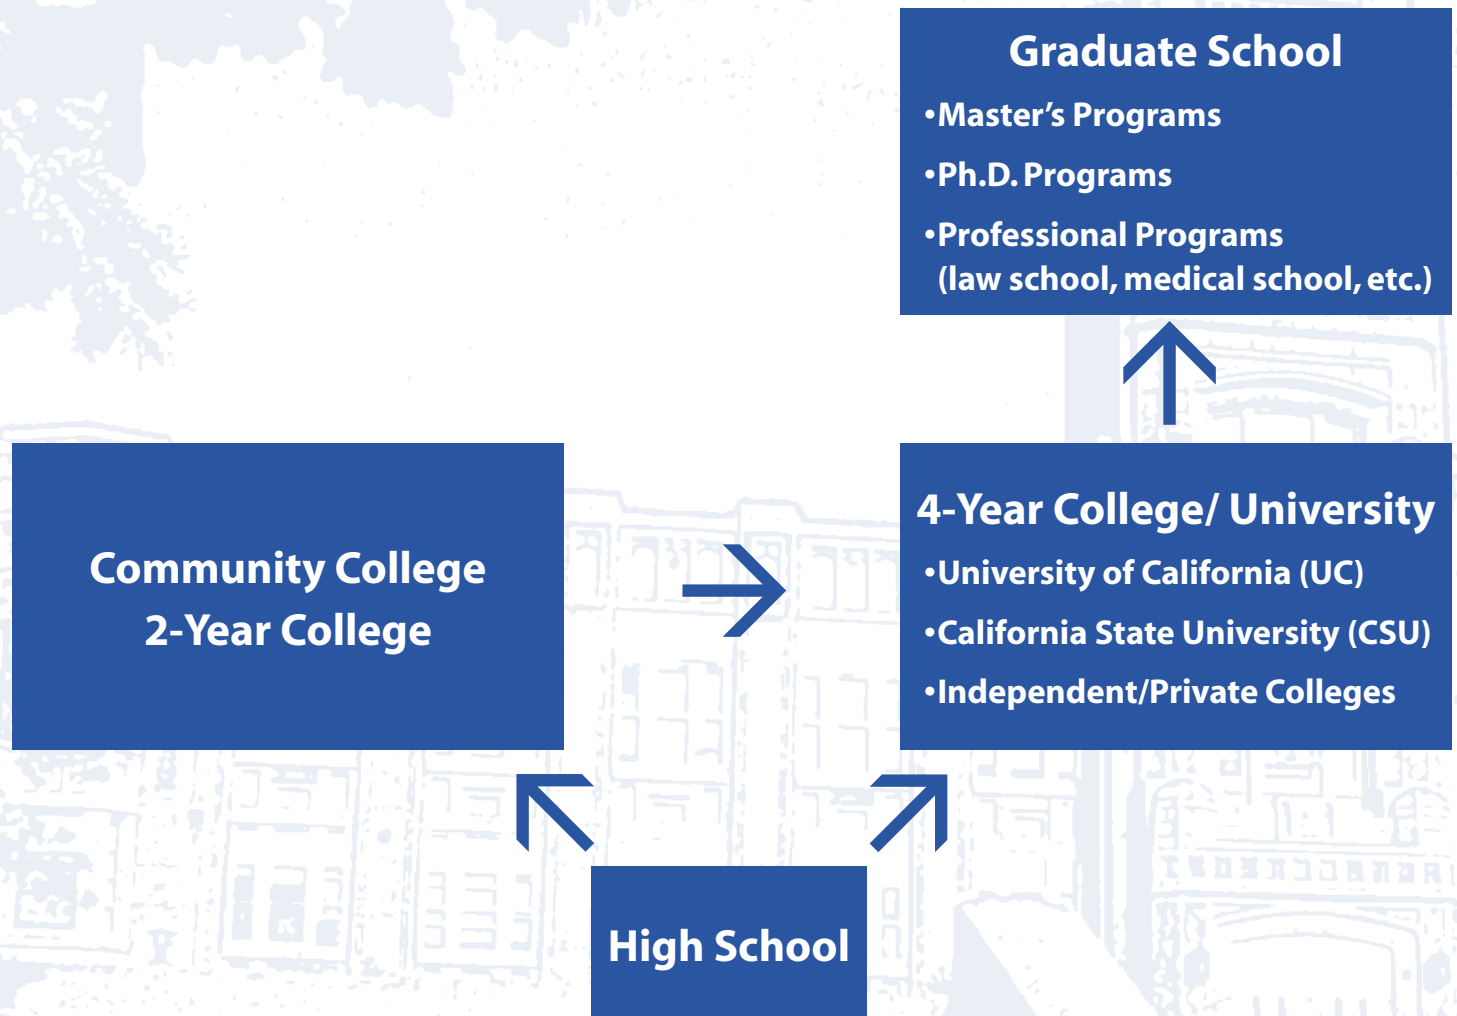 Graduate School
•Master’s Programs
•Ph.D. Programs
•Professional Programs
(law school, medical school, etc.)
Community College
2-Year College
4-Year College/ University
•University of California (UC)
•California State University (CSU)
•Independent/Private Colleges
High School